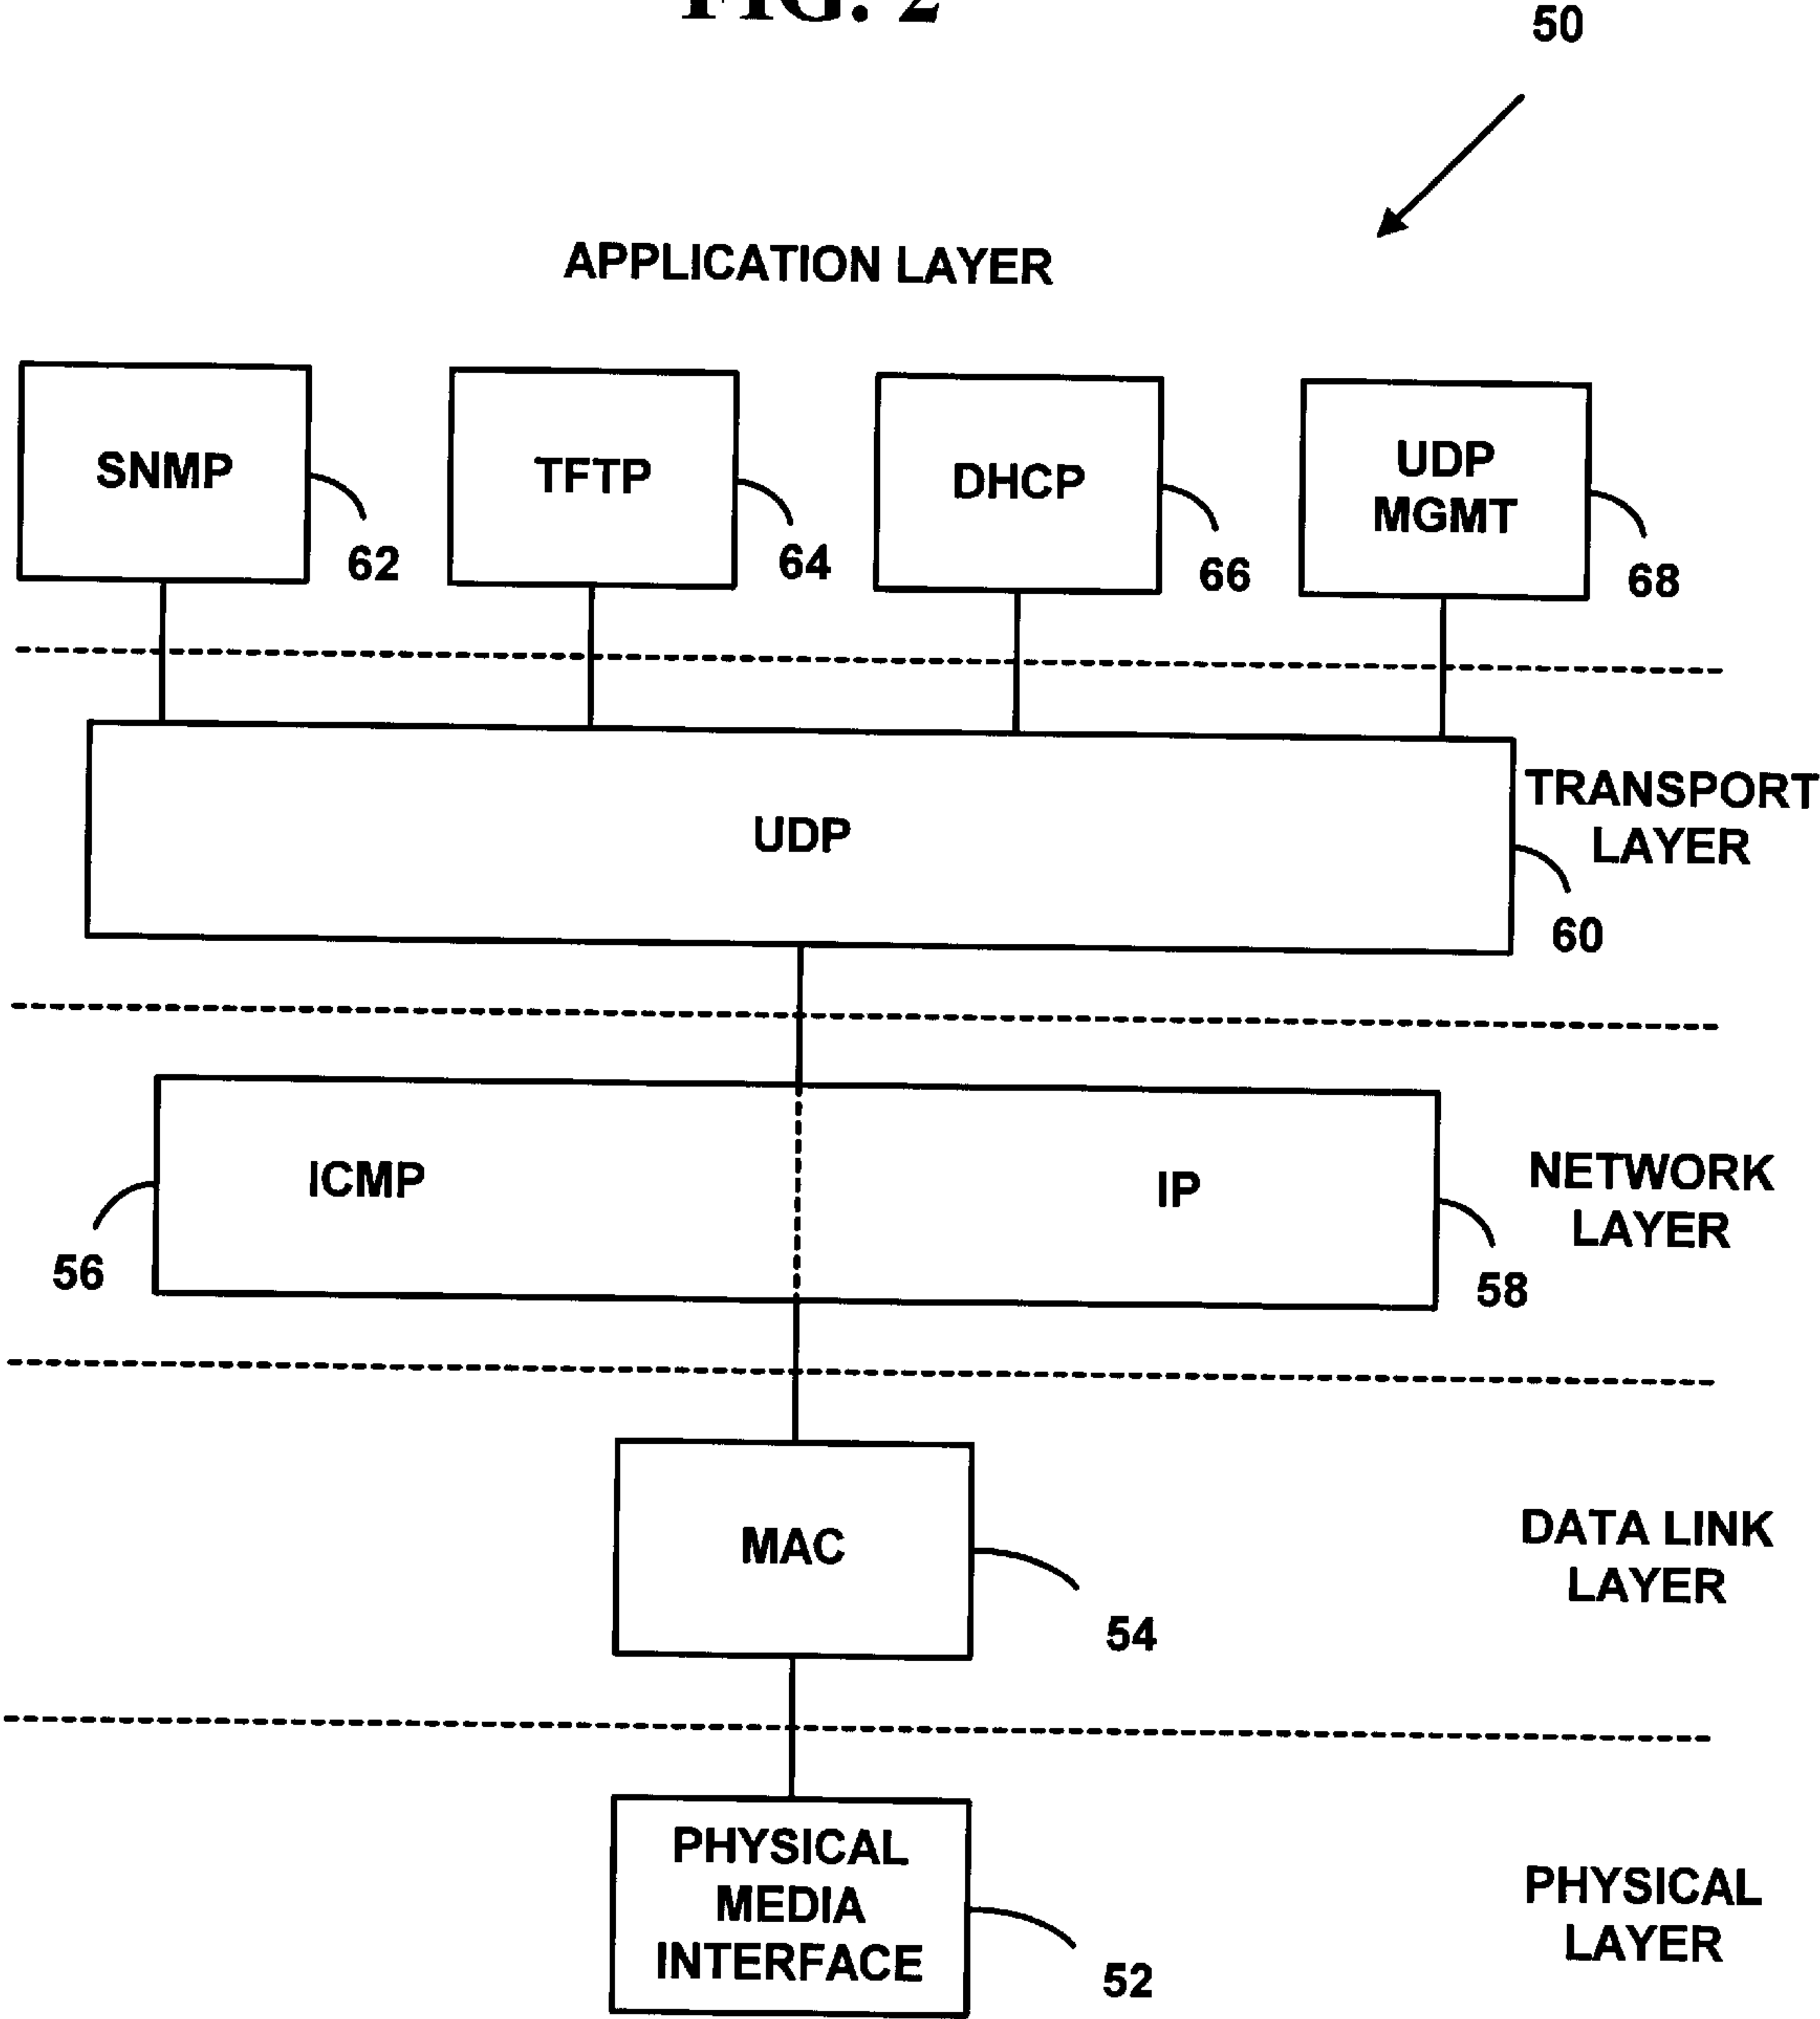 FIG. 2
50
APPLICATION LAYER
SNMP
62
TFTP
64
DHCP
66
UDP
MGMT
68
UDP
TRANSPORT
LAYER
60
ICMP
56
IP
58
NETWORK
LAYER
MAC
54
DATA LINK
LAYER
PHYSICAL
MEDIA
INTERFACE
52
PHYSICAL
LAYER